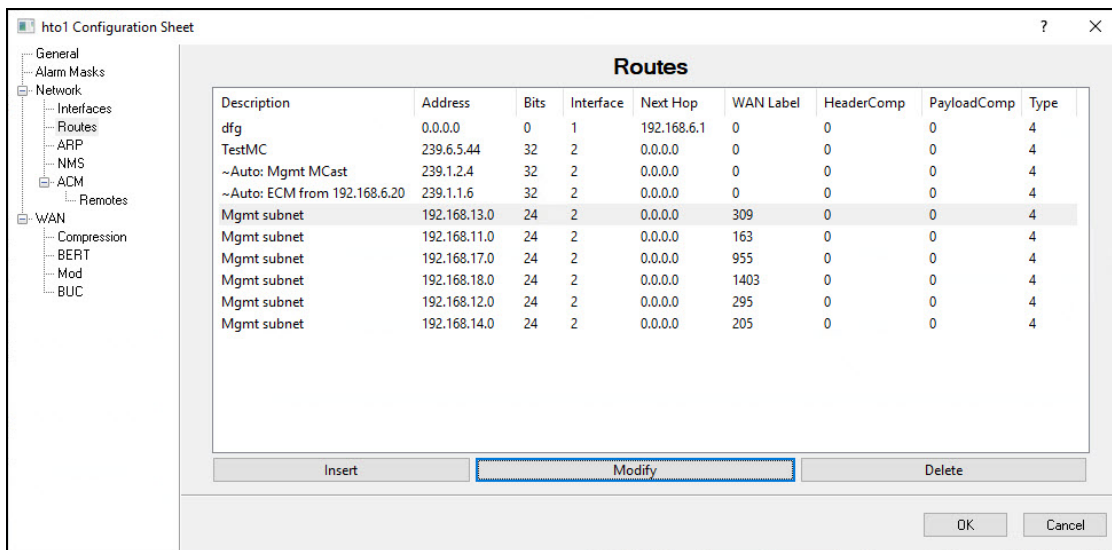 hto1 Configuration Sheet ? ×
General
Alarm Masks
Network
Interfaces
Routes
ARP
NMS
ACM
Remotes
WAN
Compression
BERT
Mod
BUC
Routes
Description Address Bits Interface Next Hop WAN Label HeaderComp PayloadComp Type
dfg 0.0.0.0 0 1 192.168.6.1 0 0 0 4
TestMC 239.6.5.44 32 2 0.0.0.0 0 0 0 4
~Auto: Mgmt MCast 239.1.2.4 32 2 0.0.0.0 0 0 0 4
~Auto: ECM from 192.168.6.20 239.1.1.6 32 2 0.0.0.0 0 0 0 4
Mgmt subnet 192.168.13.0 24 2 0.0.0.0 309 0 0 4
Mgmt subnet 192.168.11.0 24 2 0.0.0.0 163 0 0 4
Mgmt subnet 192.168.17.0 24 2 0.0.0.0 955 0 0 4
Mgmt subnet 192.168.18.0 24 2 0.0.0.0 1403 0 0 4
Mgmt subnet 192.168.12.0 24 2 0.0.0.0 295 0 0 4
Mgmt subnet 192.168.14.0 24 2 0.0.0.0 205 0 0 4
Insert Modify Delete
OK Cancel